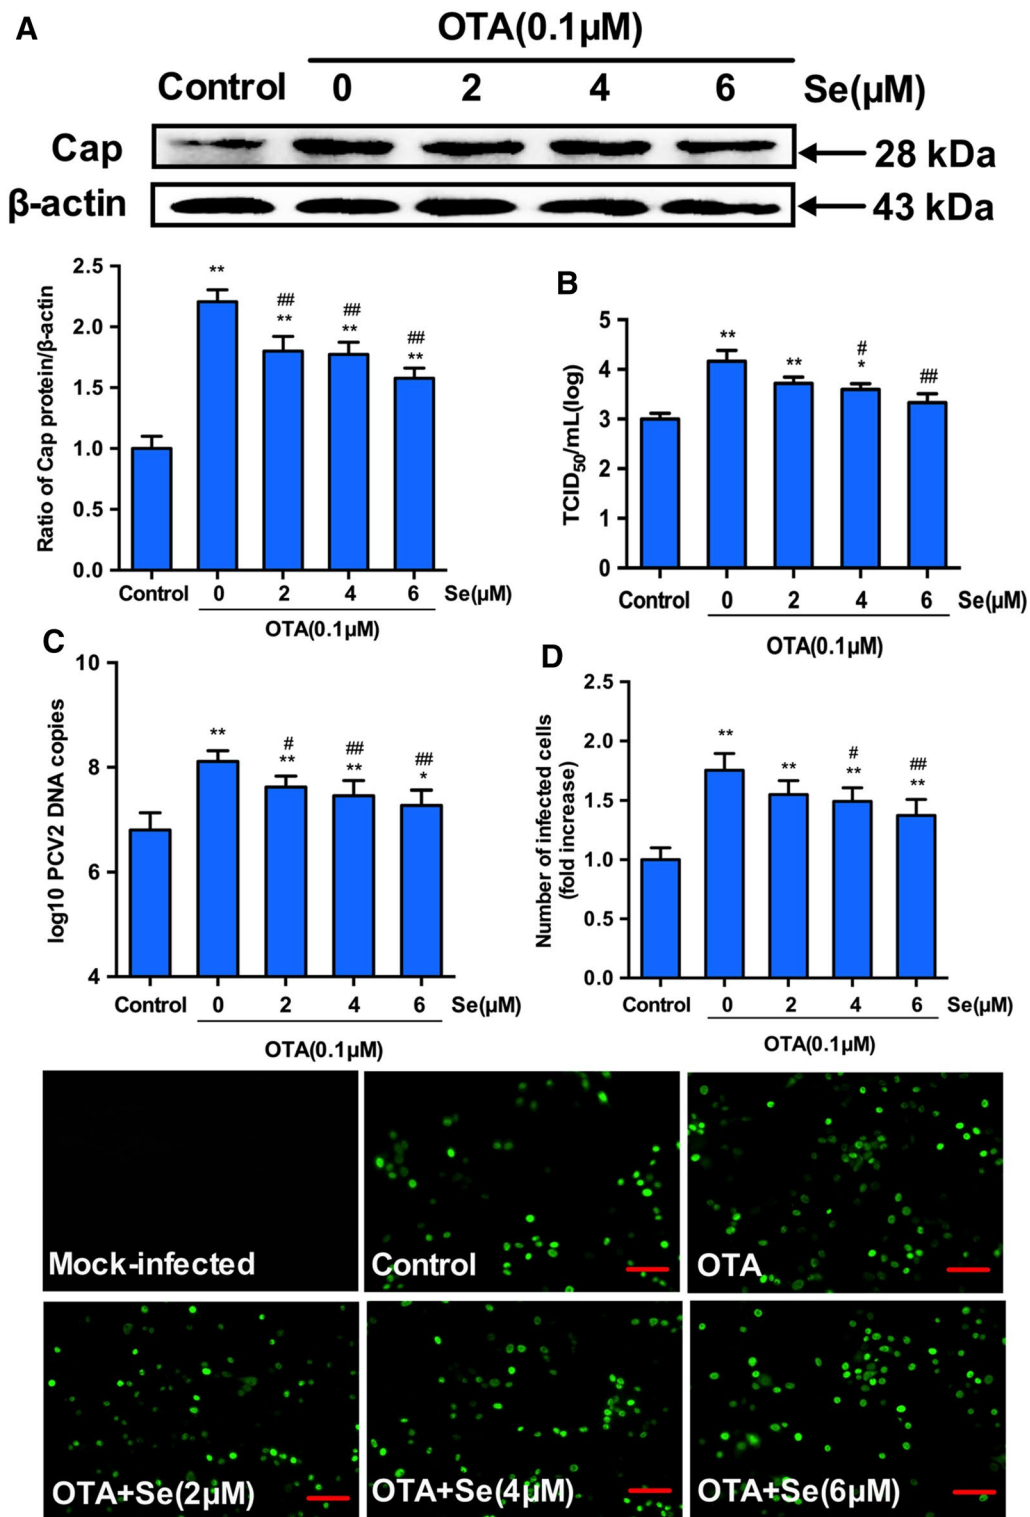 A
OTA(0.1µM)
Control 0 2 4 6 Se(µM)
Cap 28 kDa
β-actin 43 kDa
Ratio of Cap protein/β-actin
2.5
2.0
1.5
1.0
0.5
0.0
**
##
**
##
**
##
**
Control 0 2 4 6 Se(µM)
OTA(0.1µM)
B
TCID50/mL(log)
5
4
3
2
1
0
**
**
#
*
##
Control 0 2 4 6 Se(µM)
OTA(0.1µM)
C
log10 PCV2 DNA copies
10
8
6
4
**
#
**
##
**
##
*
Control 0 2 4 6 Se(µM)
OTA(0.1µM)
D
Number of infected cells
(fold increase)
2.5
2.0
1.5
1.0
0.5
0.0
**
**
#
**
##
**
Control 0 2 4 6 Se(µM)
OTA(0.1µM)
Mock-infected
Control
OTA
OTA+Se(2µM)
OTA+Se(4µM)
OTA+Se(6µM)